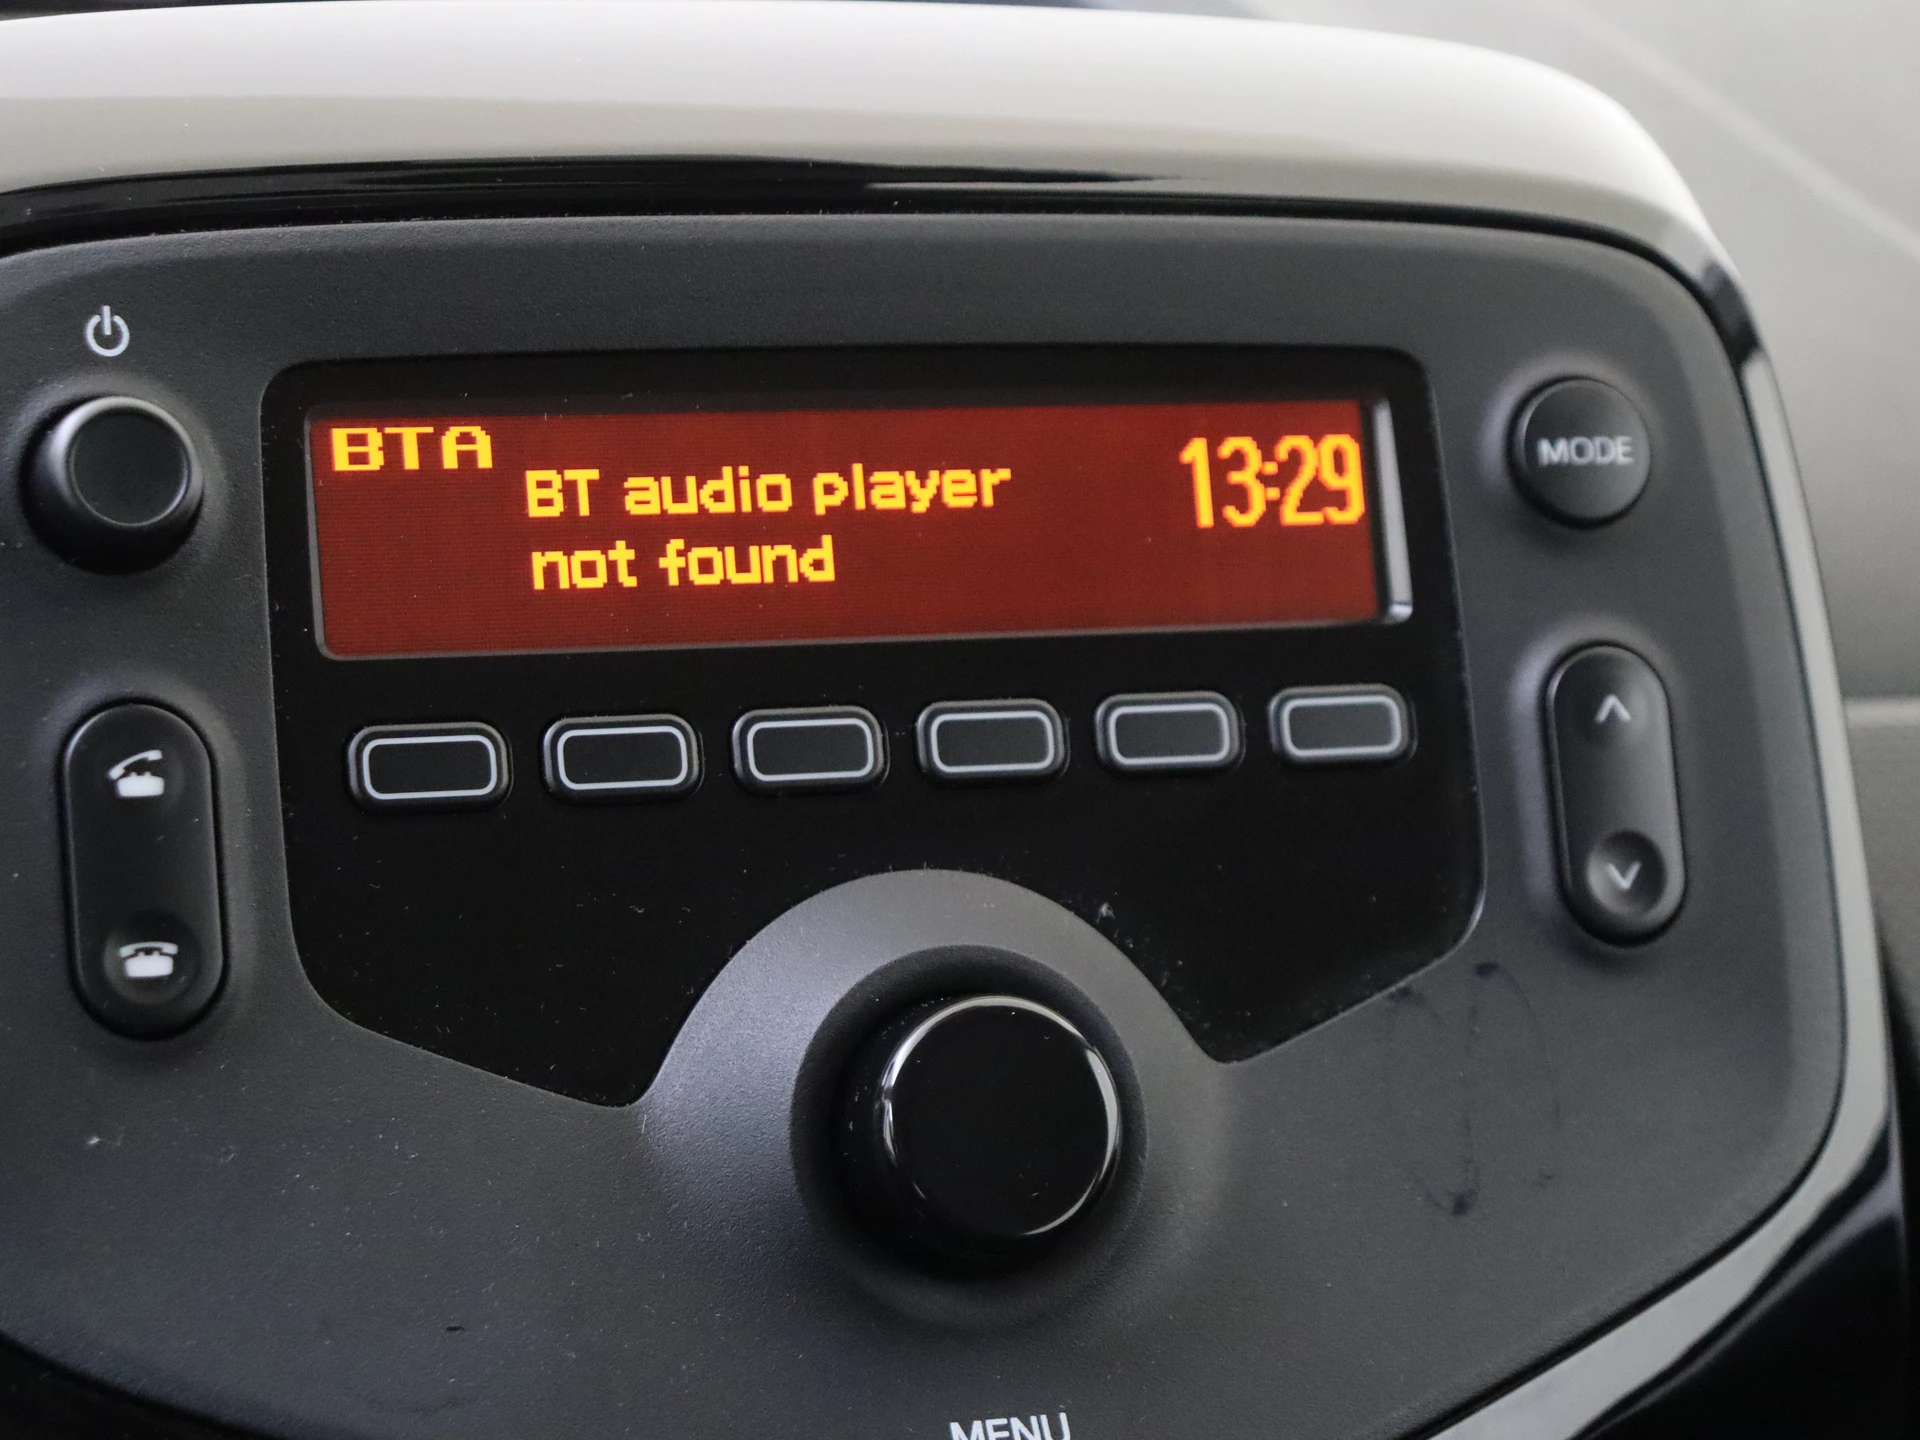 BTA
BT audio player
not found
13:29
MODE
MENU